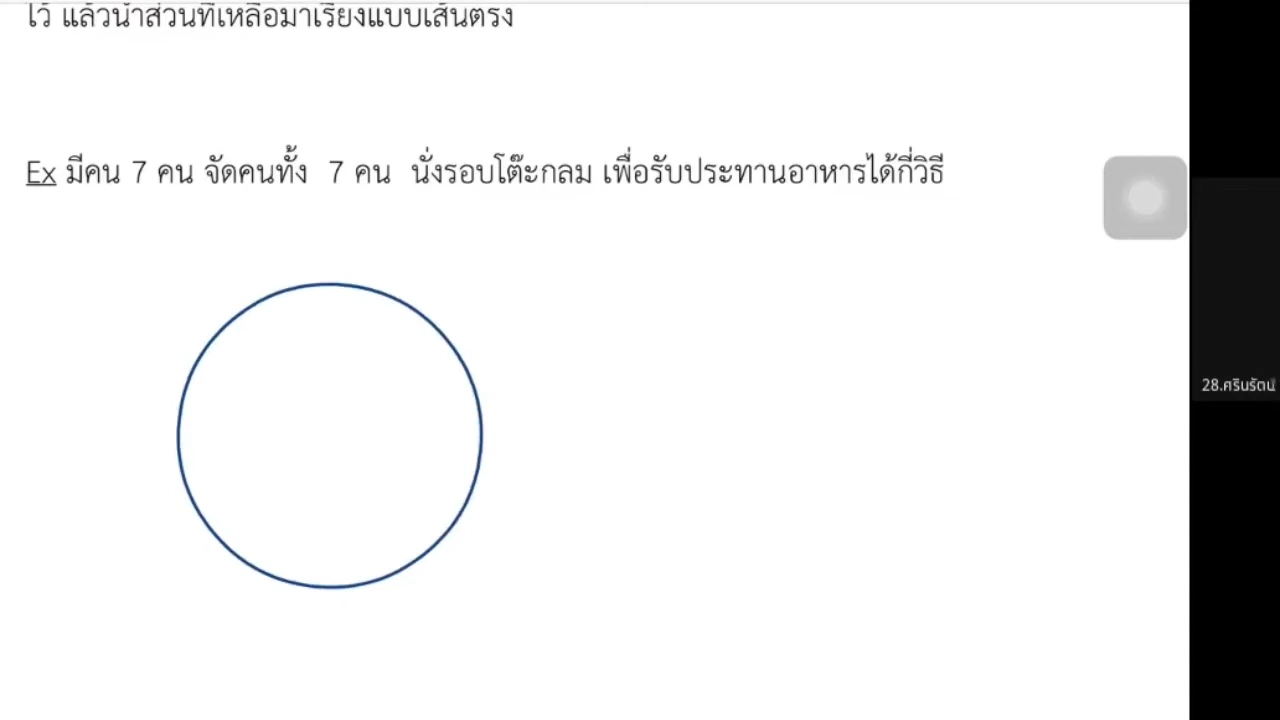 ไว้ แล้วนำส่วนที่เหลือมาเรียงแบบเส้นตรง
Ex มีคน 7 คน จัดคนทั้ง 7 คน นั่งรอบโต๊ะกลม เพื่อรับประทานอาหารได้กี่วิธี
28.ศรินรัตน์